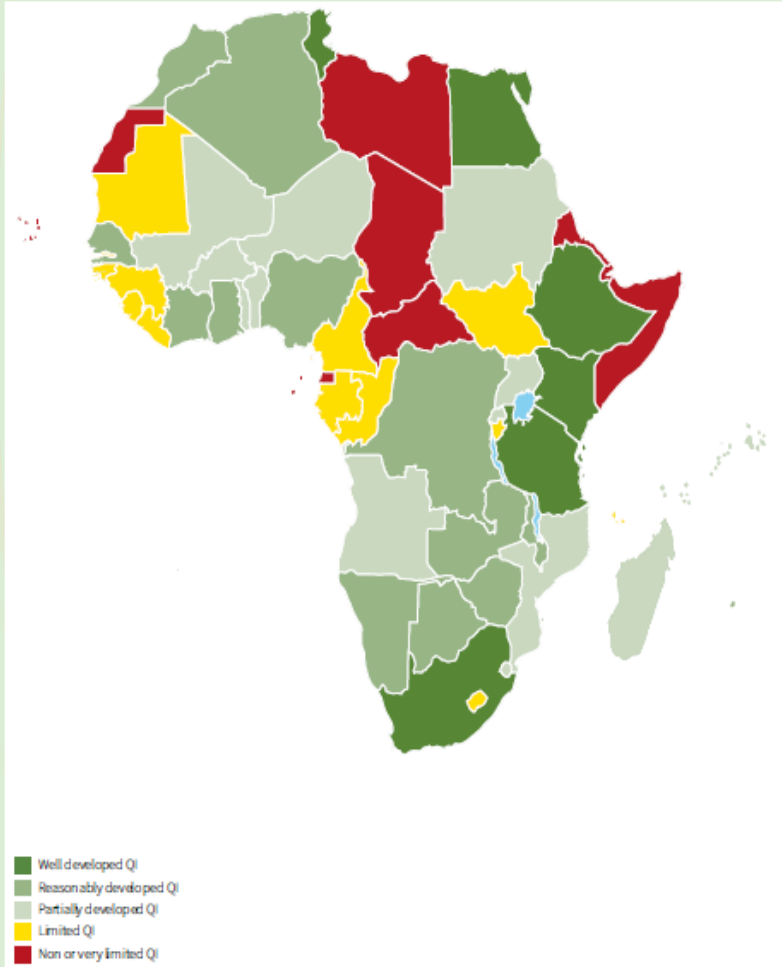 Well developed QI
Reasonably developed QI
Partially developed QI
Limited QI
Non or very limited QI